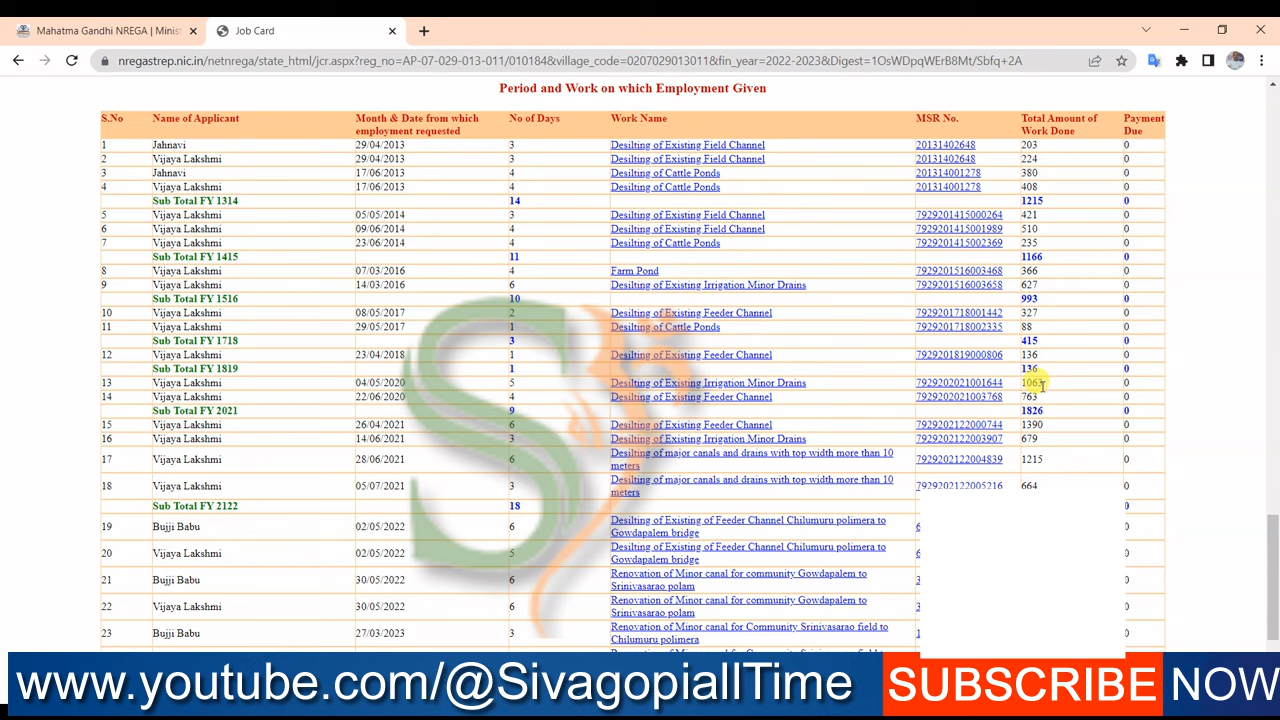 Mahatma Gandhi NREGA | Minist
Job Card
nregastrep.nic.in/netnrega/state_html/jcr.aspx?reg_no=AP-07-029-013-011/010184&village_code=0207029013011&fin_year=2022-2023&Digest=1OsWDpqWErB8Mt/Sbfq+2A
Period and Work on which Employment Given
S.No Name of Applicant Month & Date from which employment requested No of Days Work Name MSR No. Total Amount of Work Done Payment Due
1 Jahnavi 29/04/2013 3 Desilting of Existing Field Channel 20131402648 203 0
2 Vijaya Lakshmi 29/04/2013 3 Desilting of Existing Field Channel 20131402648 224 0
3 Jahnavi 17/06/2013 4 Desilting of Cattle Ponds 201314001278 380 0
4 Vijaya Lakshmi 17/06/2013 4 Desilting of Cattle Ponds 201314001278 408 0
Sub Total FY 1314 14 1215 0
5 Vijaya Lakshmi 05/05/2014 3 Desilting of Existing Field Channel 7929201415000264 421 0
6 Vijaya Lakshmi 09/06/2014 4 Desilting of Existing Field Channel 7929201415001989 510 0
7 Vijaya Lakshmi 23/06/2014 4 Desilting of Cattle Ponds 7929201415002369 235 0
Sub Total FY 1415 11 1166 0
8 Vijaya Lakshmi 07/03/2016 4 Farm Pond 7929201516003468 366 0
9 Vijaya Lakshmi 14/03/2016 6 Desilting of Existing Irrigation Minor Drains 7929201516003658 627 0
Sub Total FY 1516 10 993 0
10 Vijaya Lakshmi 08/05/2017 2 Desilting of Existing Feeder Channel 7929201718001442 327 0
11 Vijaya Lakshmi 29/05/2017 1 Desilting of Cattle Ponds 7929201718002335 88 0
Sub Total FY 1718 3 415 0
12 Vijaya Lakshmi 23/04/2018 1 Desilting of Existing Feeder Channel 7929201819000806 136 0
Sub Total FY 1819 1 136 0
13 Vijaya Lakshmi 04/05/2020 5 Desilting of Existing Irrigation Minor Drains 7929202021001644 1063 0
14 Vijaya Lakshmi 22/06/2020 4 Desilting of Existing Feeder Channel 7929202021003768 763 0
Sub Total FY 2021 9 1826 0
15 Vijaya Lakshmi 26/04/2021 6 Desilting of Existing Feeder Channel 7929202122000744 1390 0
16 Vijaya Lakshmi 14/06/2021 3 Desilting of Existing Irrigation Minor Drains 7929202122003907 679 0
17 Vijaya Lakshmi 28/06/2021 6 Desilting of major canals and drains with top width more than 10 meters 7929202122004839 1215 0
18 Vijaya Lakshmi 05/07/2021 3 Desilting of major canals and drains with top width more than 10 meters 7929202122005216 664 0
Sub Total FY 2122 18 0
19 Bujji Babu 02/05/2022 6 Desilting of Existing of Feeder Channel Chilumuru polimera to Gowdapalem bridge 6 0
20 Vijaya Lakshmi 02/05/2022 5 Desilting of Existing of Feeder Channel Chilumuru polimera to Gowdapalem bridge 6 0
21 Bujji Babu 30/05/2022 6 Renovation of Minor canal for community Gowdapalem to Srinivasarao polam 3 0
22 Vijaya Lakshmi 30/05/2022 6 Renovation of Minor canal for community Gowdapalem to Srinivasarao polam 3 0
23 Bujji Babu 27/03/2023 3 Renovation of Minor canal for Community Srinivasarao field to Chilumuru polimera 1 0
www.youtube.com/@SivagopiallTime SUBSCRIBE NOW